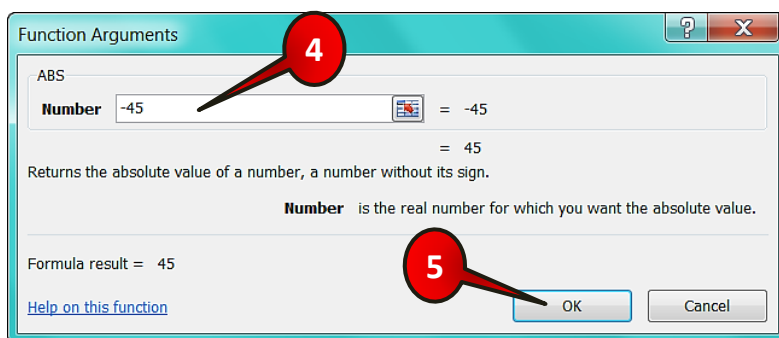 Function Arguments
? X
4
ABS
Number -45 = -45
= 45
Returns the absolute value of a number, a number without its sign.
Number is the real number for which you want the absolute value.
Formula result = 45
5
Help on this function
OK Cancel